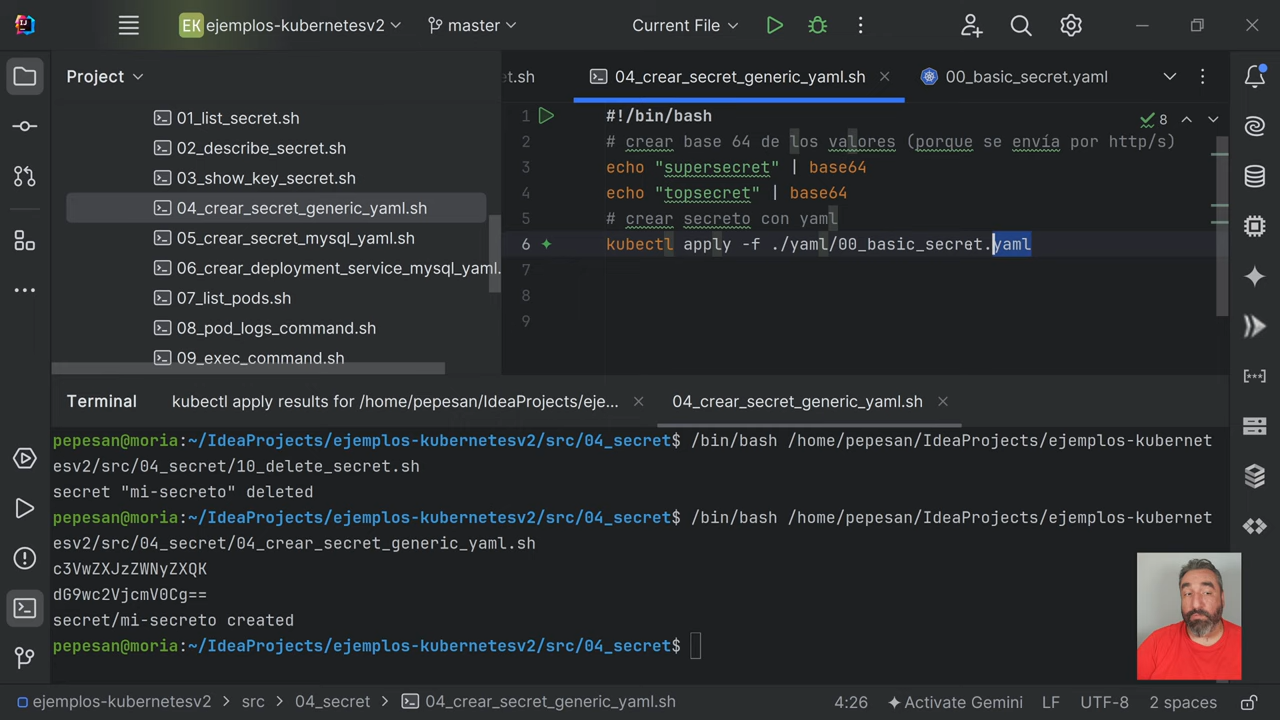 EK ejemplos-kubernetesv2
master
Current File
Project
et.sh
04_crear_secret_generic_yaml.sh
00_basic_secret.yaml
01_list_secret.sh
02_describe_secret.sh
03_show_key_secret.sh
04_crear_secret_generic_yaml.sh
05_crear_secret_mysql_yaml.sh
06_crear_deployment_service_mysql_yaml.
07_list_pods.sh
08_pod_logs_command.sh
09_exec_command.sh
1 #!/bin/bash
2 # crear base 64 de los valores (porque se envía por http/s)
3 echo "supersecret" | base64
4 echo "topsecret" | base64
5 # crear secreto con yaml
6 kubectl apply -f ./yaml/00_basic_secret.yaml
7
8
9
8
Terminal
kubectl apply results for /home/pepesan/IdeaProjects/eje...
04_crear_secret_generic_yaml.sh
pepesan@moria:~/IdeaProjects/ejemplos-kubernetesv2/src/04_secret$ /bin/bash /home/pepesan/IdeaProjects/ejemplos-kubernet
esv2/src/04_secret/10_delete_secret.sh
secret "mi-secreto" deleted
pepesan@moria:~/IdeaProjects/ejemplos-kubernetesv2/src/04_secret$ /bin/bash /home/pepesan/IdeaProjects/ejemplos-kubernet
esv2/src/04_secret/04_crear_secret_generic_yaml.sh
c3VwZXJzZWNyZXQK
dG9wc2VjcmV0Cg==
secret/mi-secreto created
pepesan@moria:~/IdeaProjects/ejemplos-kubernetesv2/src/04_secret$
ejemplos-kubernetesv2 > src > 04_secret > 04_crear_secret_generic_yaml.sh
4:26
Activate Gemini
LF
UTF-8
2 spaces